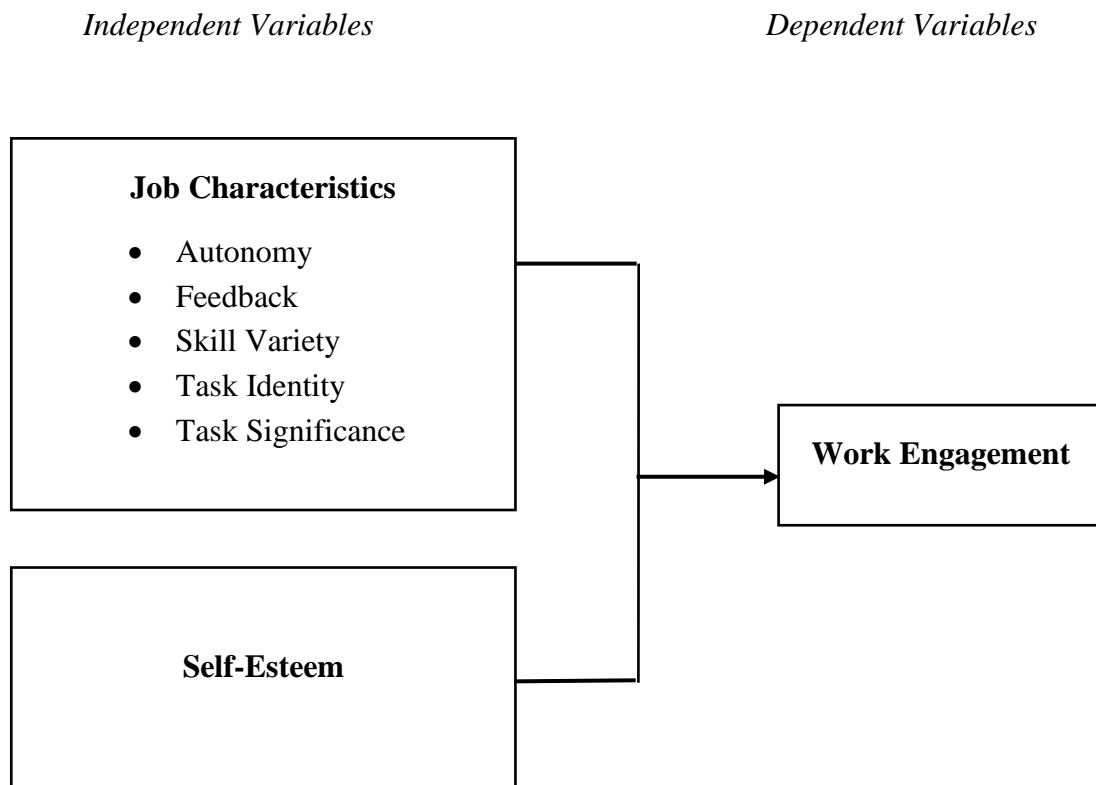 Independent Variables
Dependent Variables
Job Characteristics
• Autonomy
• Feedback
• Skill Variety
• Task Identity
• Task Significance
Work Engagement
Self-Esteem